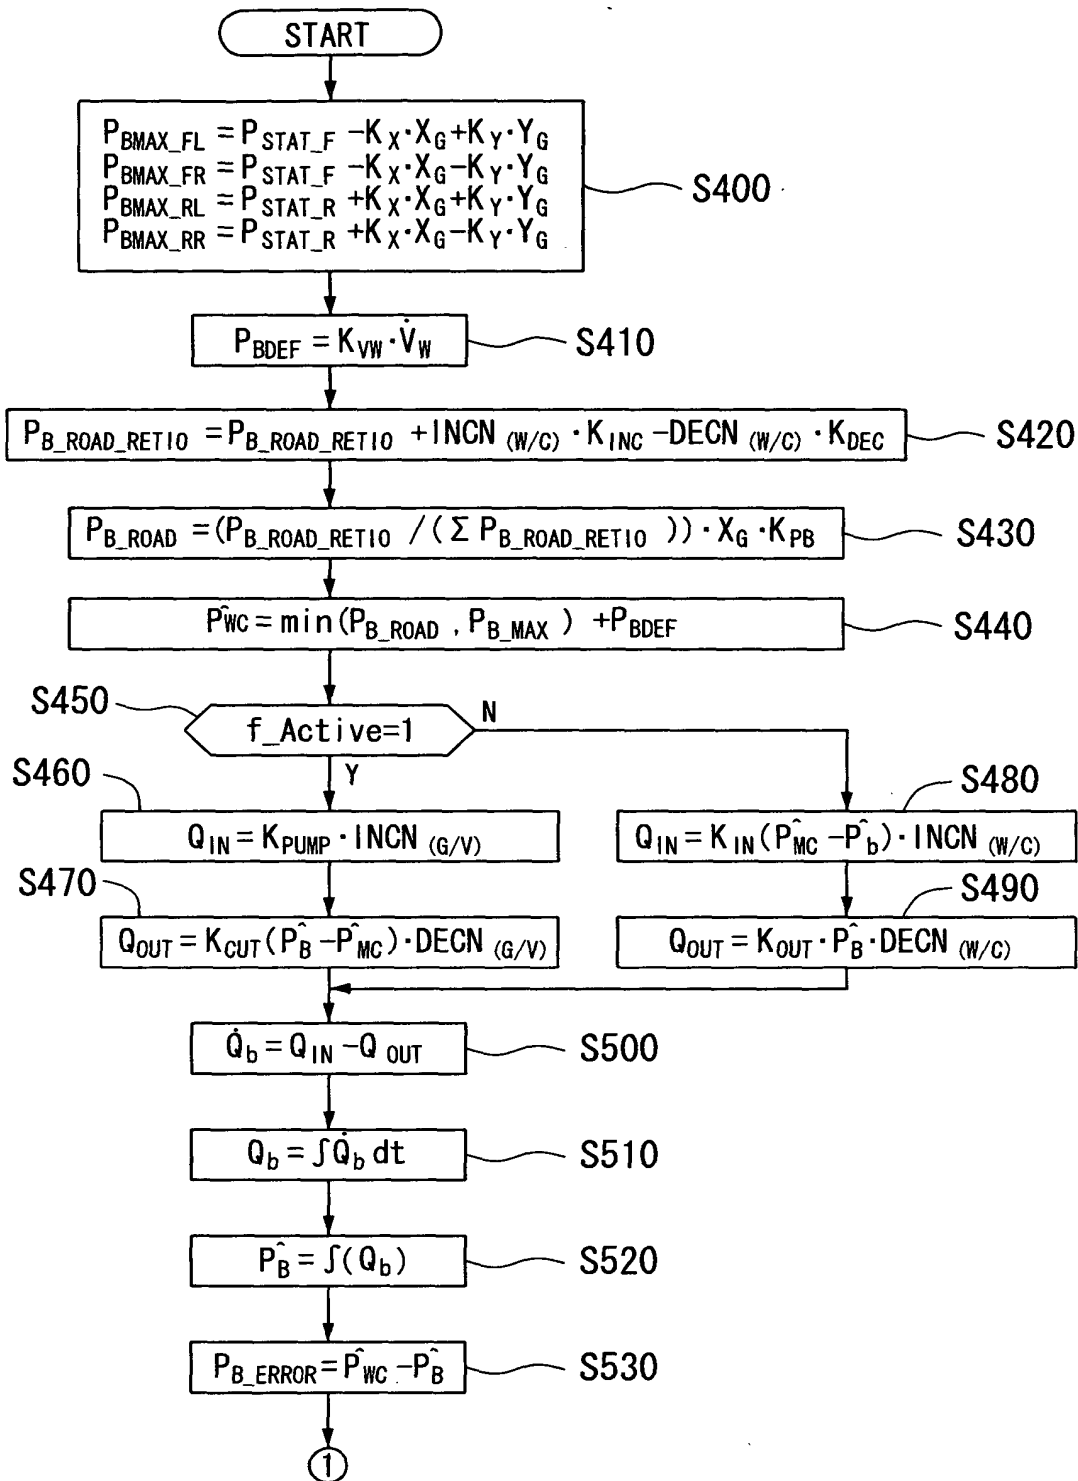 START
P_BMAX_FL = P_STAT_F −K_X·X_G+K_Y·Y_G
P_BMAX_FR = P_STAT_F −K_X·X_G−K_Y·Y_G
P_BMAX_RL = P_STAT_R +K_X·X_G+K_Y·Y_G
P_BMAX_RR = P_STAT_R +K_X·X_G−K_Y·Y_G
S400
P_BDEF = K_VW·V̇_W
S410
P_B_ROAD_RETIO = P_B_ROAD_RETIO +INCN (W/C) ·K_INC −DECN (W/C) ·K_DEC
S420
P_B_ROAD =(P_B_ROAD_RETIO /(Σ P_B_ROAD_RETIO ))·X_G·K_PB
S430
P̂_WC = min(P_B_ROAD , P_B_MAX ) +P_BDEF
S440
S450
f_Active=1
N
Y
S460
Q_IN = K_PUMP·INCN (G/V)
S480
Q_IN = K_IN(P̂_MC −P̂_b)·INCN (W/C)
S470
Q_OUT = K_CUT(P̂_B −P̂_MC)·DECN (G/V)
S490
Q_OUT = K_OUT·P̂_B·DECN (W/C)
Q̇_b = Q_IN −Q_OUT
S500
Q_b = ∫Q̇_b dt
S510
P̂_B = ∫(Q_b)
S520
P_B_ERROR = P̂_WC −P̂_B
S530
1